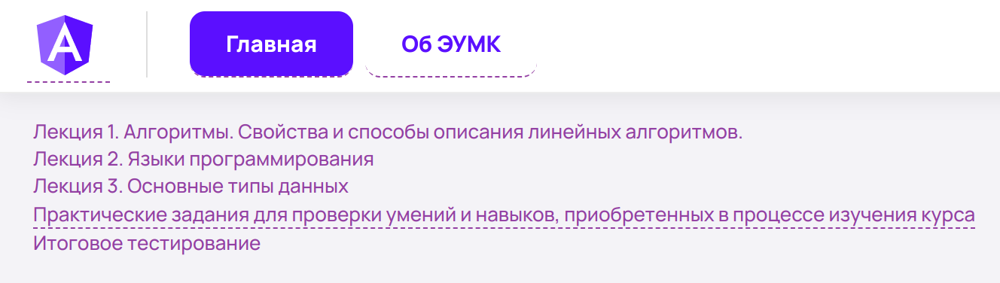 Главная
Об ЭУМК
Лекция 1. Алгоритмы. Свойства и способы описания линейных алгоритмов.
Лекция 2. Языки программирования
Лекция 3. Основные типы данных
Практические задания для проверки умений и навыков, приобретенных в процессе изучения курса
Итоговое тестирование